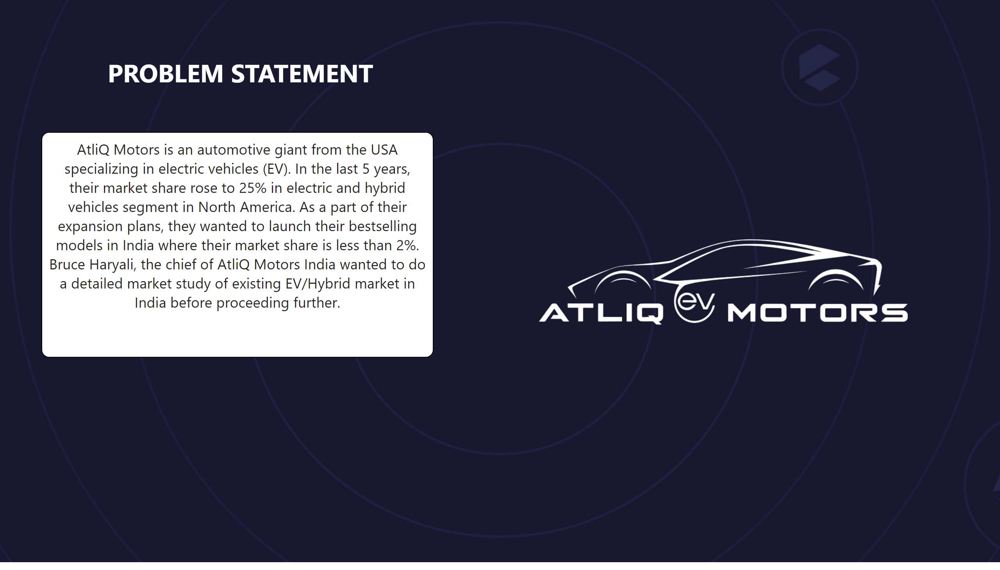 PROBLEM STATEMENT
AtliQ Motors is an automotive giant from the USA
specializing in electric vehicles (EV). In the last 5 years,
their market share rose to 25% in electric and hybrid
vehicles segment in North America. As a part of their
expansion plans, they wanted to launch their bestselling
models in India where their market share is less than 2%.
Bruce Haryali, the chief of AtliQ Motors India wanted to do
a detailed market study of existing EV/Hybrid market in
India before proceeding further.
ATLIQ ev MOTORS